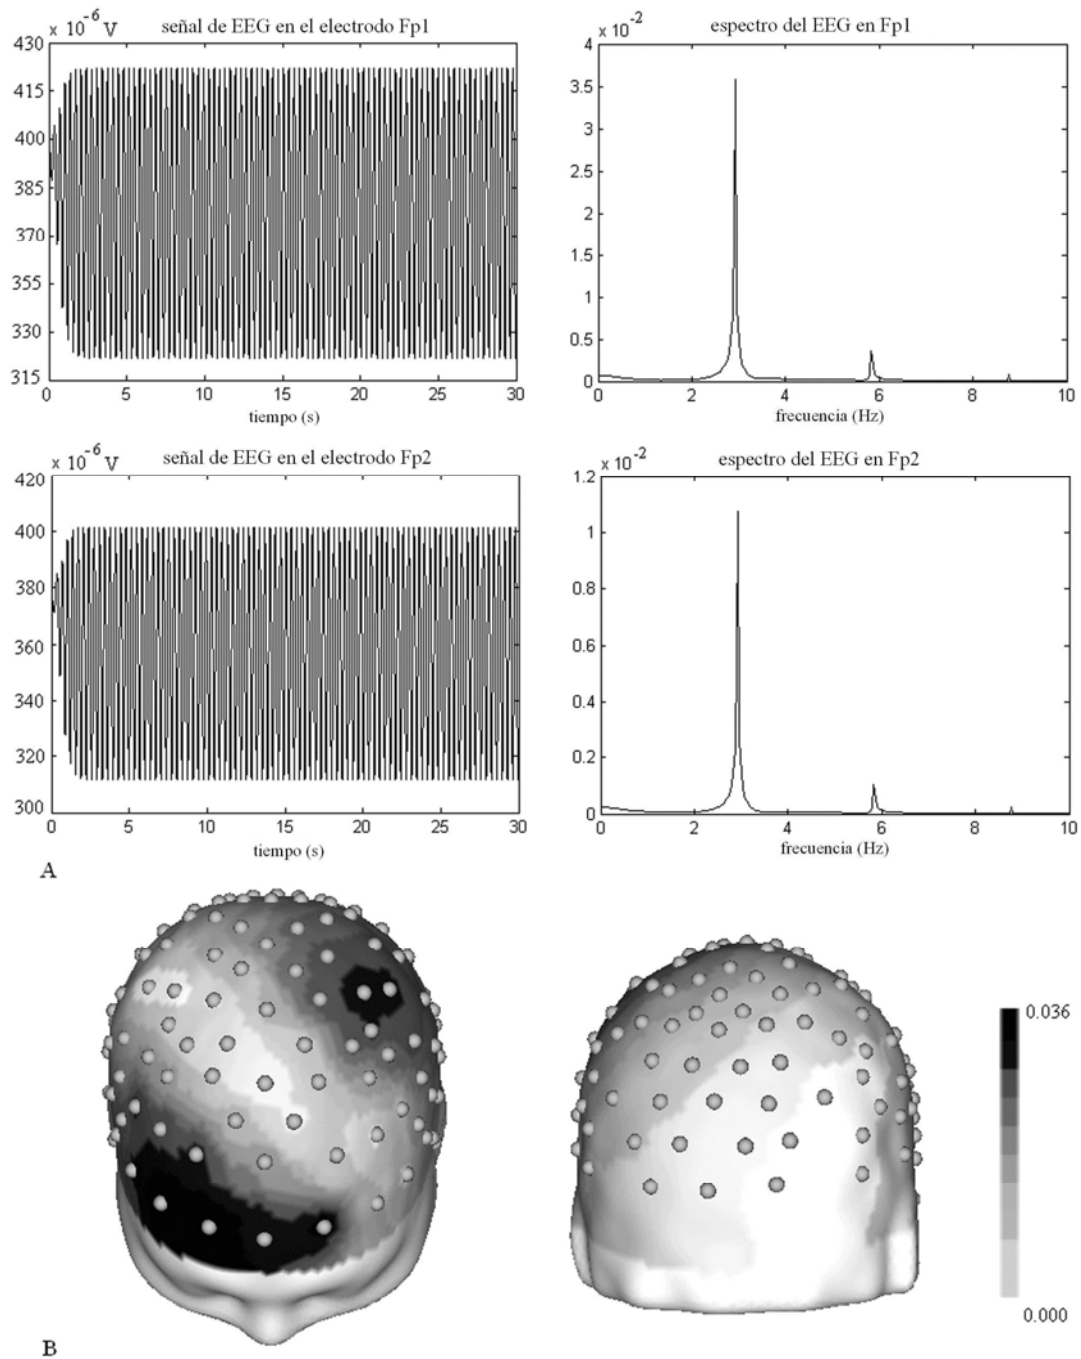 × 10⁻⁶ V
señal de EEG en el electrodo Fp1
430
415
400
385
370
355
330
315
0 5 10 15 20 25 30
tiempo (s)
× 10⁻²
espectro del EEG en Fp1
4
3.5
3
2.5
2
1.5
1
0.5
0
0 2 4 6 8 10
frecuencia (Hz)
× 10⁻⁶ V
señal de EEG en el electrodo Fp2
420
400
380
360
340
320
300
0 5 10 15 20 25 30
tiempo (s)
× 10⁻²
espectro del EEG en Fp2
1.2
1
0.8
0.6
0.4
0.2
0
0 2 4 6 8 10
frecuencia (Hz)
A
0.036
0.000
B